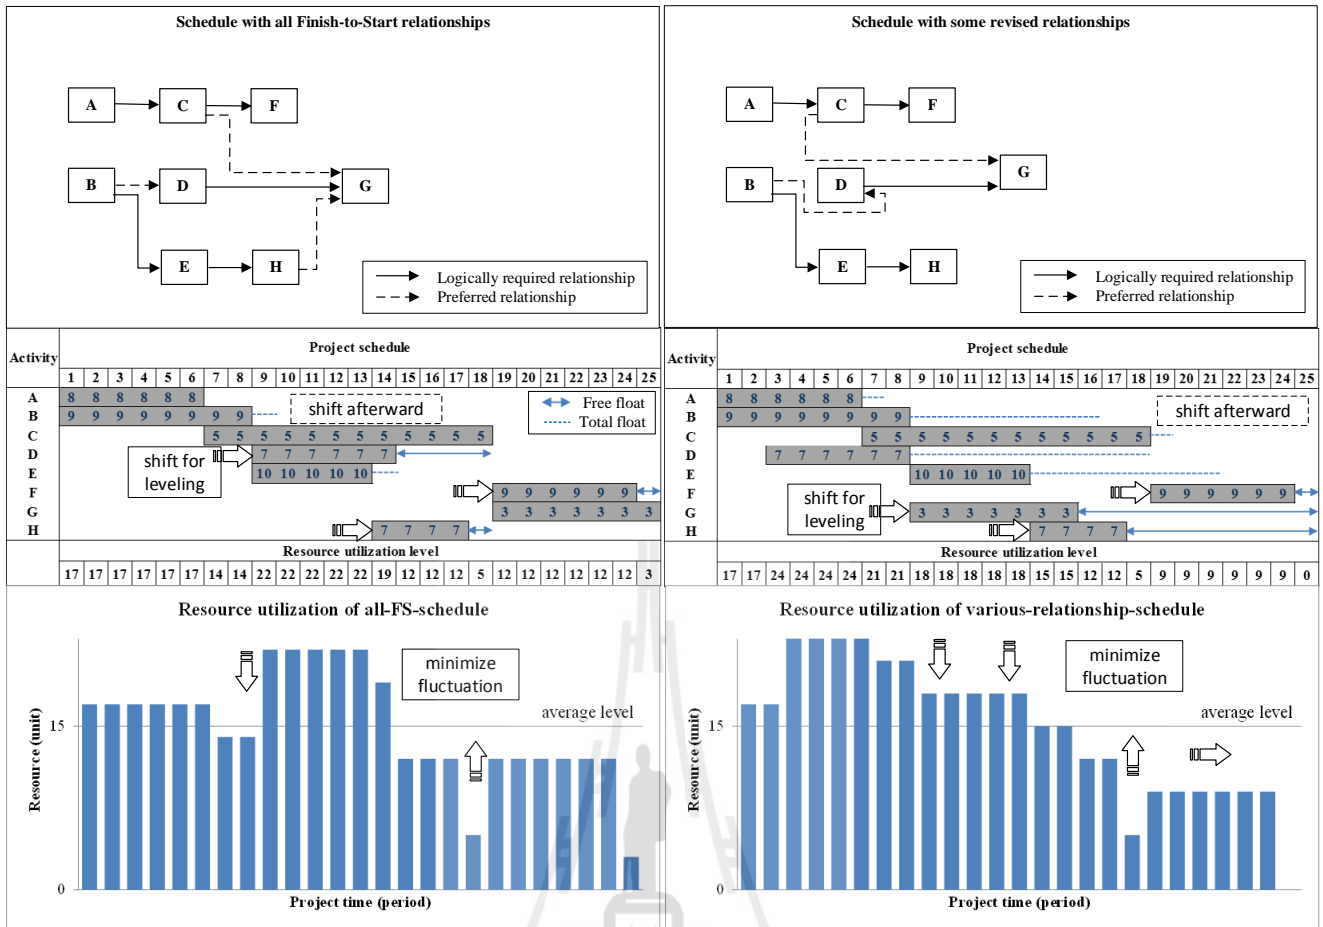 Schedule with all Finish-to-Start relationships
A C F
B D G
E H
Logically required relationship
Preferred relationship
Activity
Project schedule
1 2 3 4 5 6 7 8 9 10 11 12 13 14 15 16 17 18 19 20 21 22 23 24 25
A 8 8 8 8 8 8
B 9 9 9 9 9 9 9 9
shift afterward
Free float
Total float
C 5 5 5 5 5 5 5 5 5 5 5 5
D 7 7 7 7 7 7
shift for
leveling
E 10 10 10 10 10
F 9 9 9 9 9 9
G 3 3 3 3 3 3 3
H 7 7 7 7
Resource utilization level
17 17 17 17 17 17 14 14 22 22 22 22 22 19 12 12 12 5 12 12 12 12 12 12 3
Resource utilization of all-FS-schedule
minimize
fluctuation
average level
15
0
Resource (unit)
Project time (period)
Schedule with some revised relationships
A C F
B D G
E H
Logically required relationship
Preferred relationship
Activity
Project schedule
1 2 3 4 5 6 7 8 9 10 11 12 13 14 15 16 17 18 19 20 21 22 23 24 25
A 8 8 8 8 8 8
B 9 9 9 9 9 9 9 9
shift afterward
C 5 5 5 5 5 5 5 5 5 5 5 5
D 7 7 7 7 7 7
E 10 10 10 10 10
F 9 9 9 9 9 9
shift for
leveling
G 3 3 3 3 3 3 3
H 7 7 7 7
Resource utilization level
17 17 24 24 24 24 21 21 18 18 18 18 18 15 15 12 12 5 9 9 9 9 9 9 0
Resource utilization of various-relationship-schedule
minimize
fluctuation
average level
15
0
Resource (unit)
Project time (period)